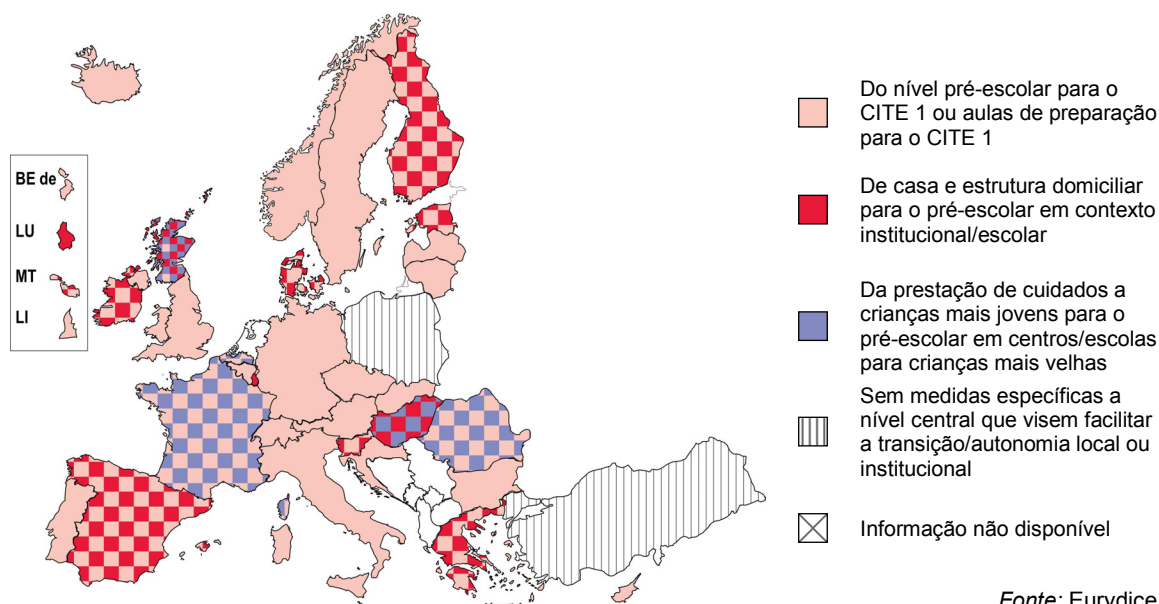 BE de
LU
MT
LI
Do nível pré-escolar para o
CITE 1 ou aulas de preparação
para o CITE 1
De casa e estrutura domiciliar
para o pré-escolar em contexto
institucional/escolar
Da prestação de cuidados a
crianças mais jovens para o
pré-escolar em centros/escolas
para crianças mais velhas
Sem medidas específicas a
nível central que visem facilitar
a transição/autonomia local ou
institucional
Informação não disponível
Fonte: Eurydice